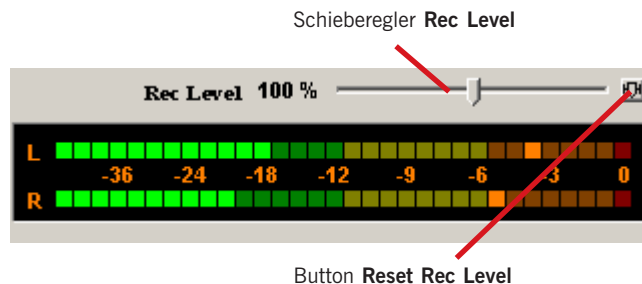 Schieberegler Rec Level
Rec Level 100 %
L
-36 -24 -18 -12 -9 -6 -3 0
R
Button Reset Rec Level